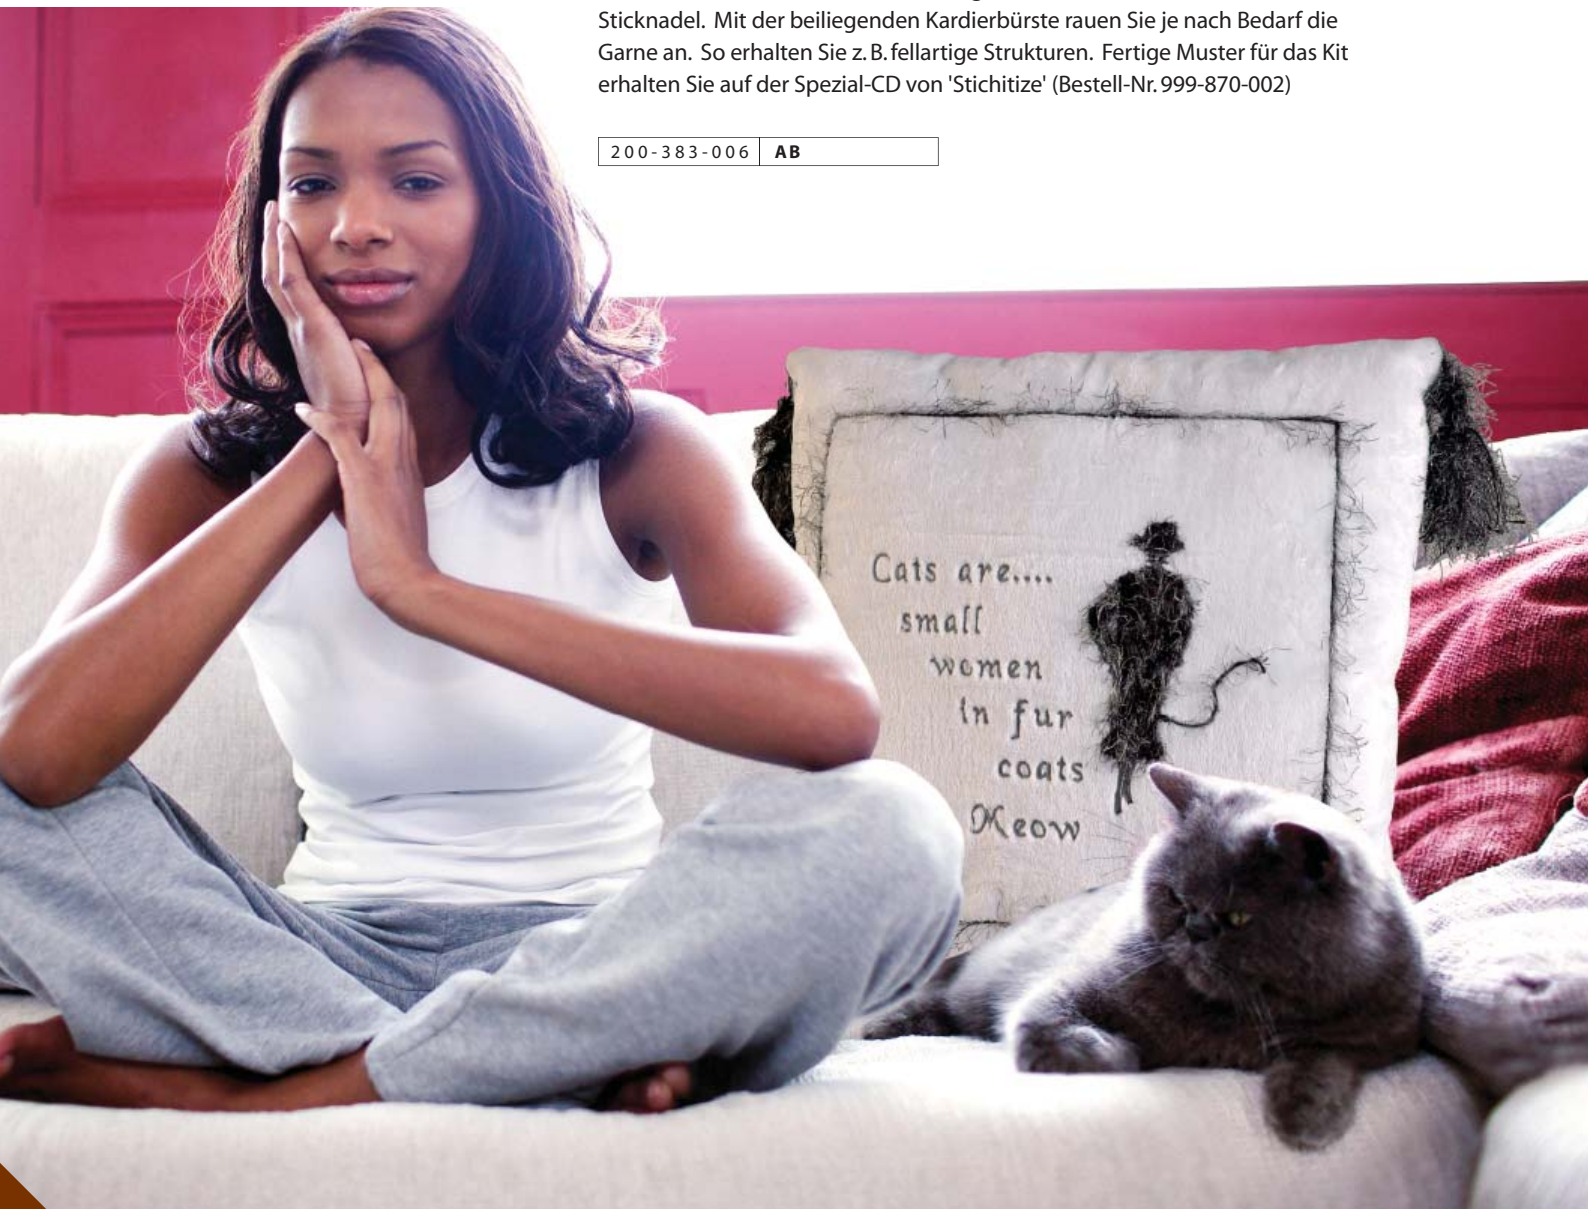 Sticknadel. Mit der beiliegenden Kardierbürste rauen Sie je nach Bedarf die
Garne an. So erhalten Sie z. B. fellartige Strukturen. Fertige Muster für das Kit
erhalten Sie auf der Spezial-CD von 'Stichitize' (Bestell-Nr. 999-870-002)
200-383-006 AB
Cats are....
small
women
in fur
coats
Meow